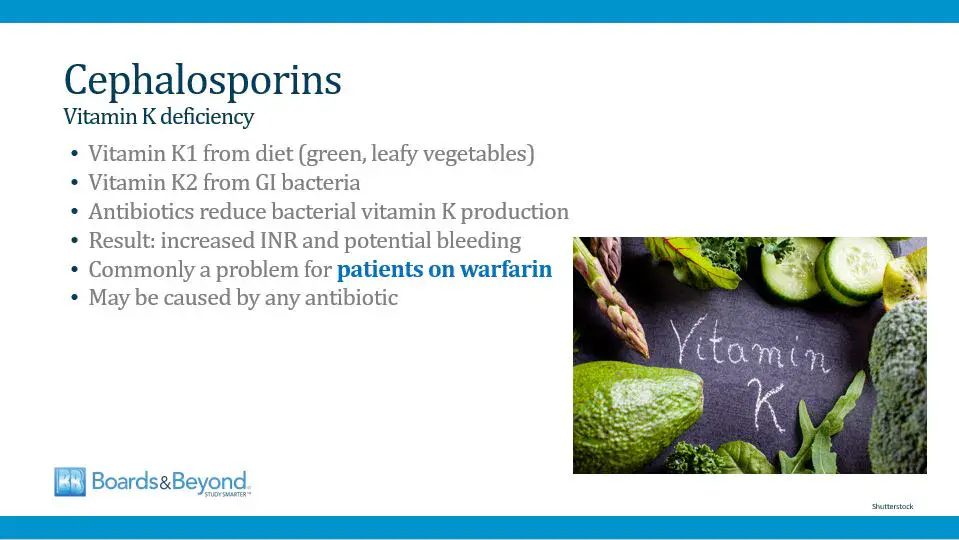 Cephalosporins
Vitamin K deficiency
• Vitamin K1 from diet (green, leafy vegetables)
• Vitamin K2 from GI bacteria
• Antibiotics reduce bacterial vitamin K production
• Result: increased INR and potential bleeding
• Commonly a problem for patients on warfarin
• May be caused by any antibiotic
Vitamin
K
BB Boards&Beyond
STUDY SMARTER
Shutterstock